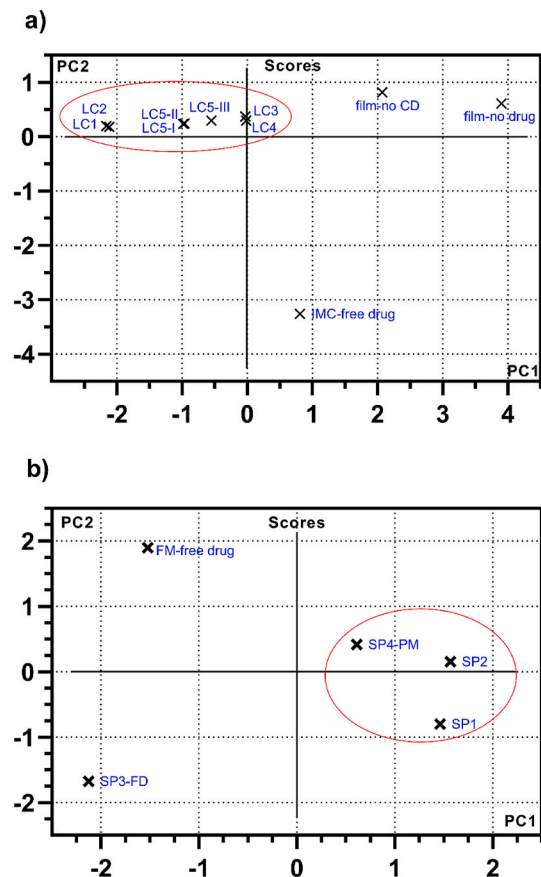 a)
PC2 Scores
1
0
-1
-2
-3
-4
LC2
LC1
LC5-II
LC5-I
LC5-III
LC3
LC4
film-no CD
film-no drug
IMC-free drug
PC1
-2 -1 0 1 2 3 4
b)
PC2 Scores
2
1
0
-1
-2
FM-free drug
SP4-PM
SP2
SP1
SP3-FD
PC1
-2 -1 0 1 2